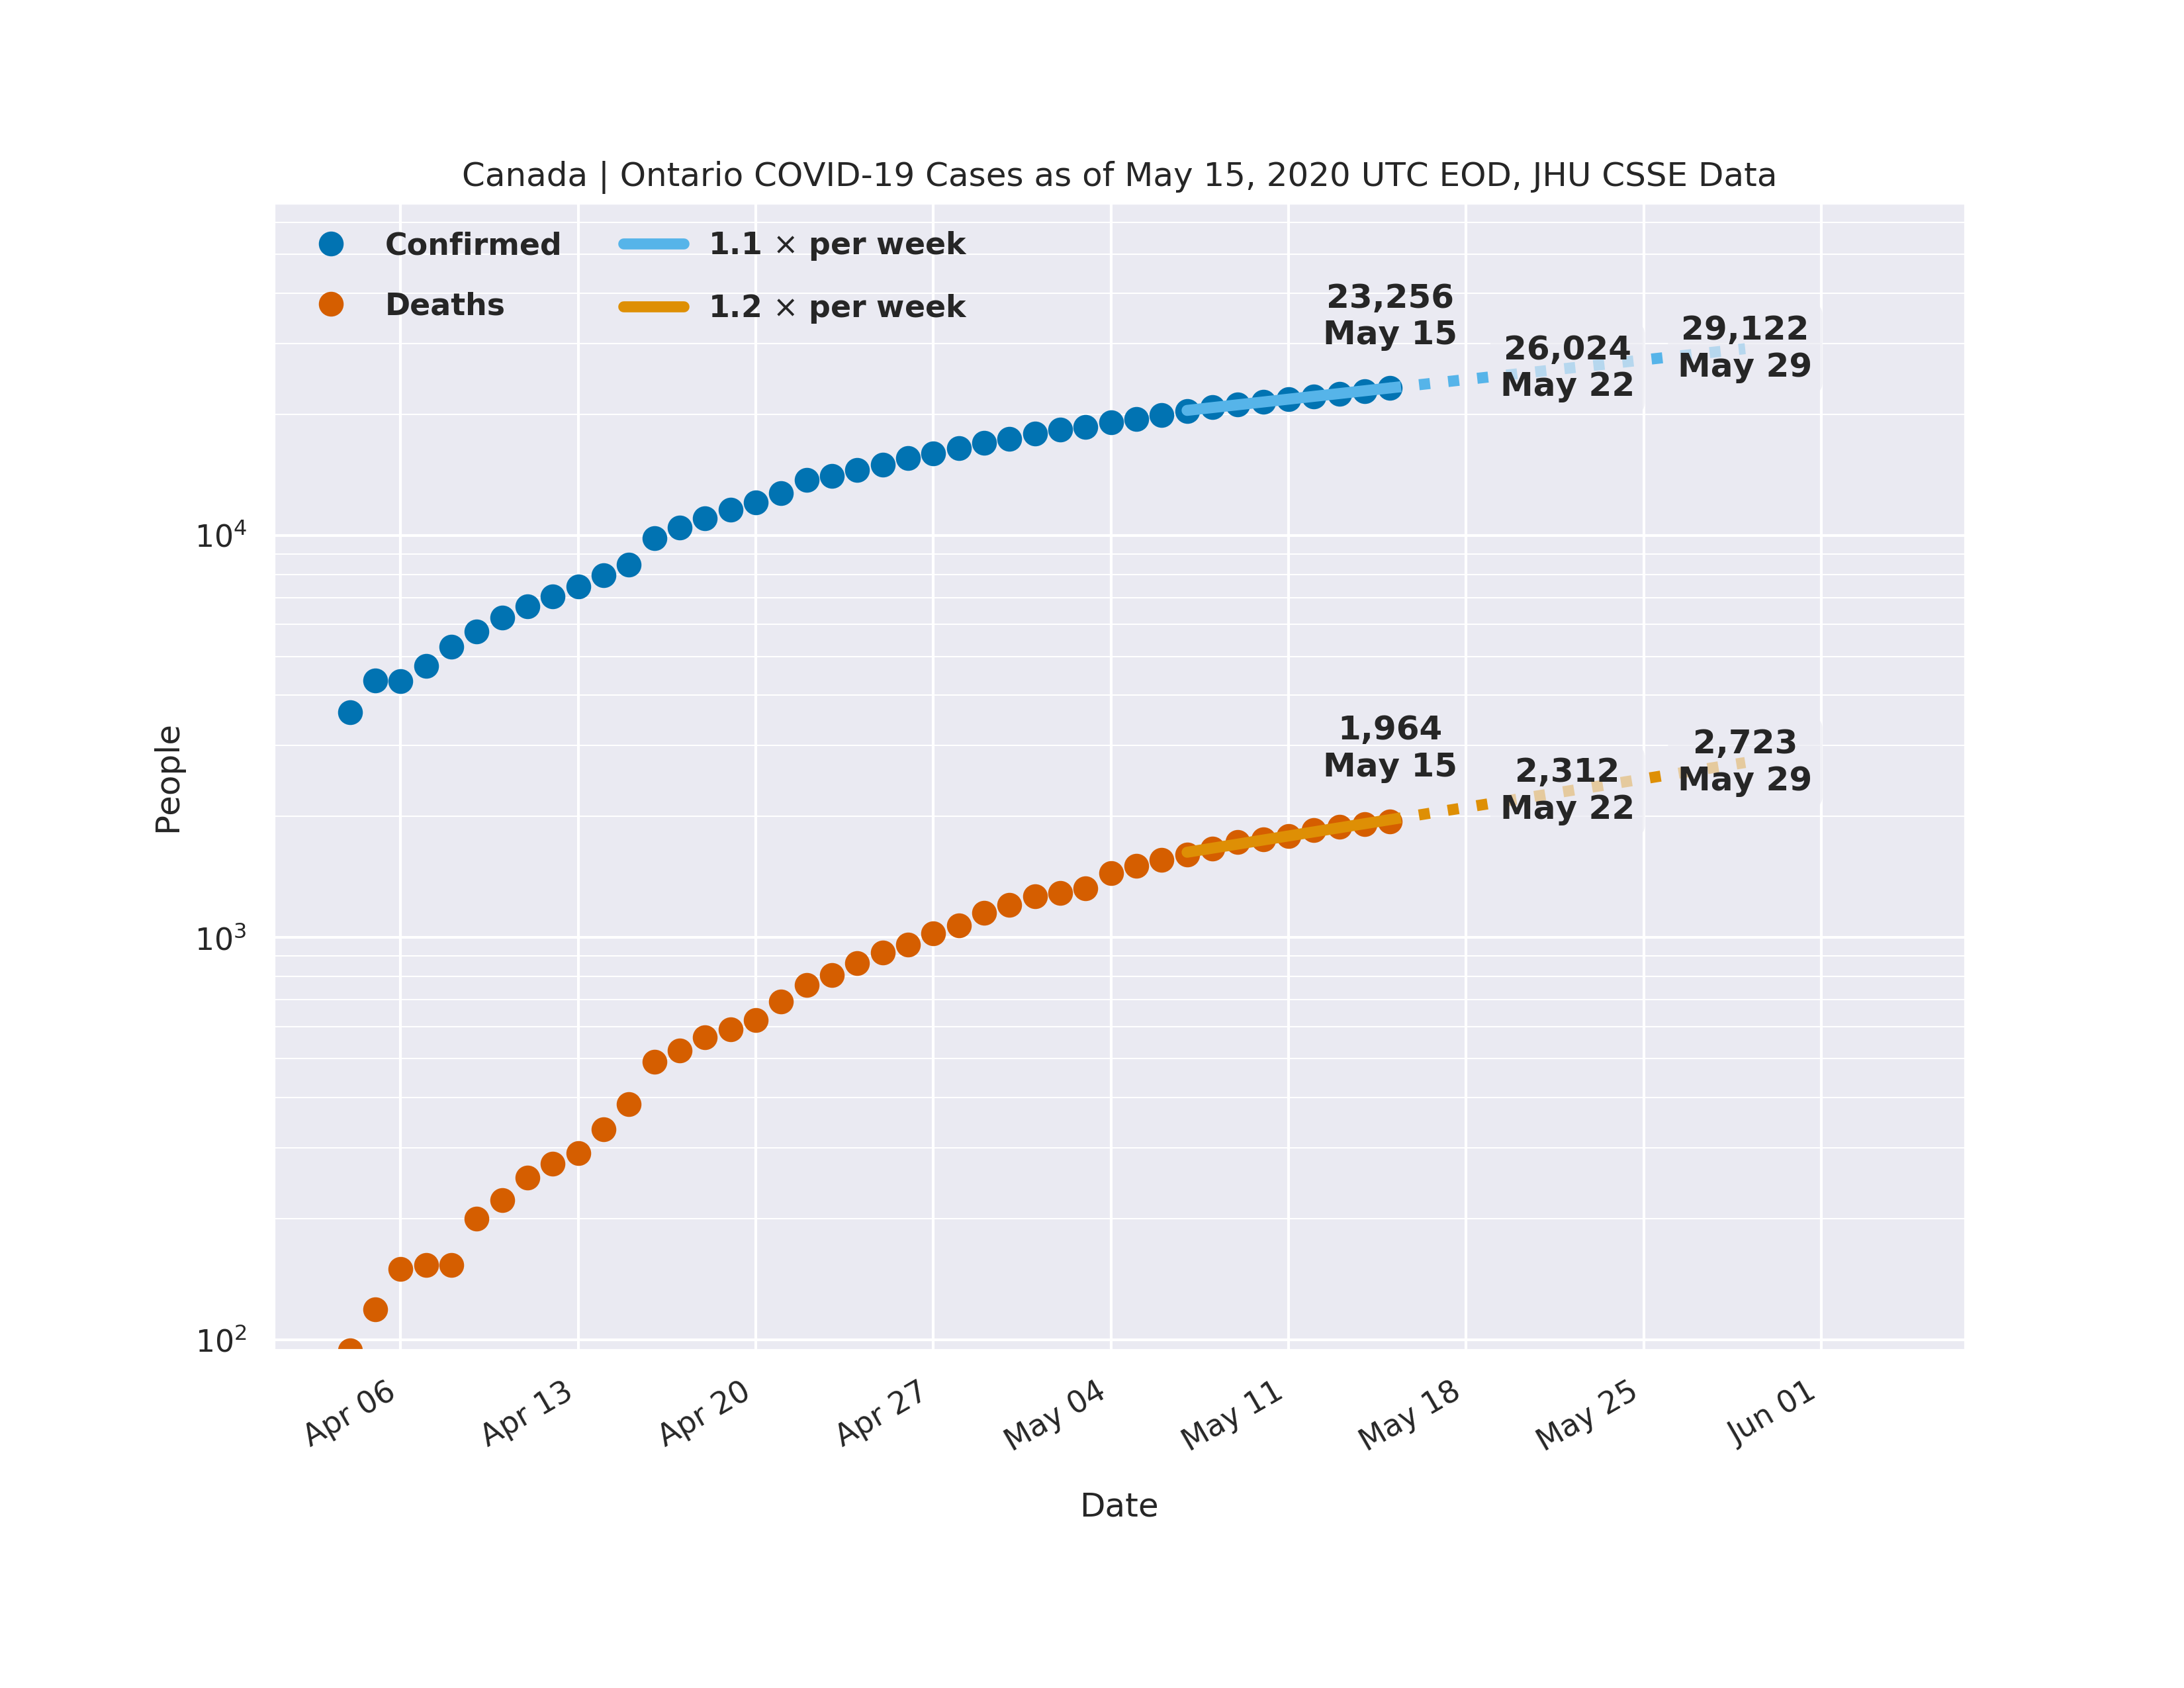 Canada | Ontario COVID-19 Cases as of May 15, 2020 UTC EOD, JHU CSSE Data
Confirmed
Deaths
1.1 × per week
1.2 × per week
23,256
May 15
26,024
May 22
29,122
May 29
1,964
May 15
2,312
May 22
2,723
May 29
People
10⁴
10³
10²
Apr 06
Apr 13
Apr 20
Apr 27
May 04
May 11
May 18
May 25
Jun 01
Date